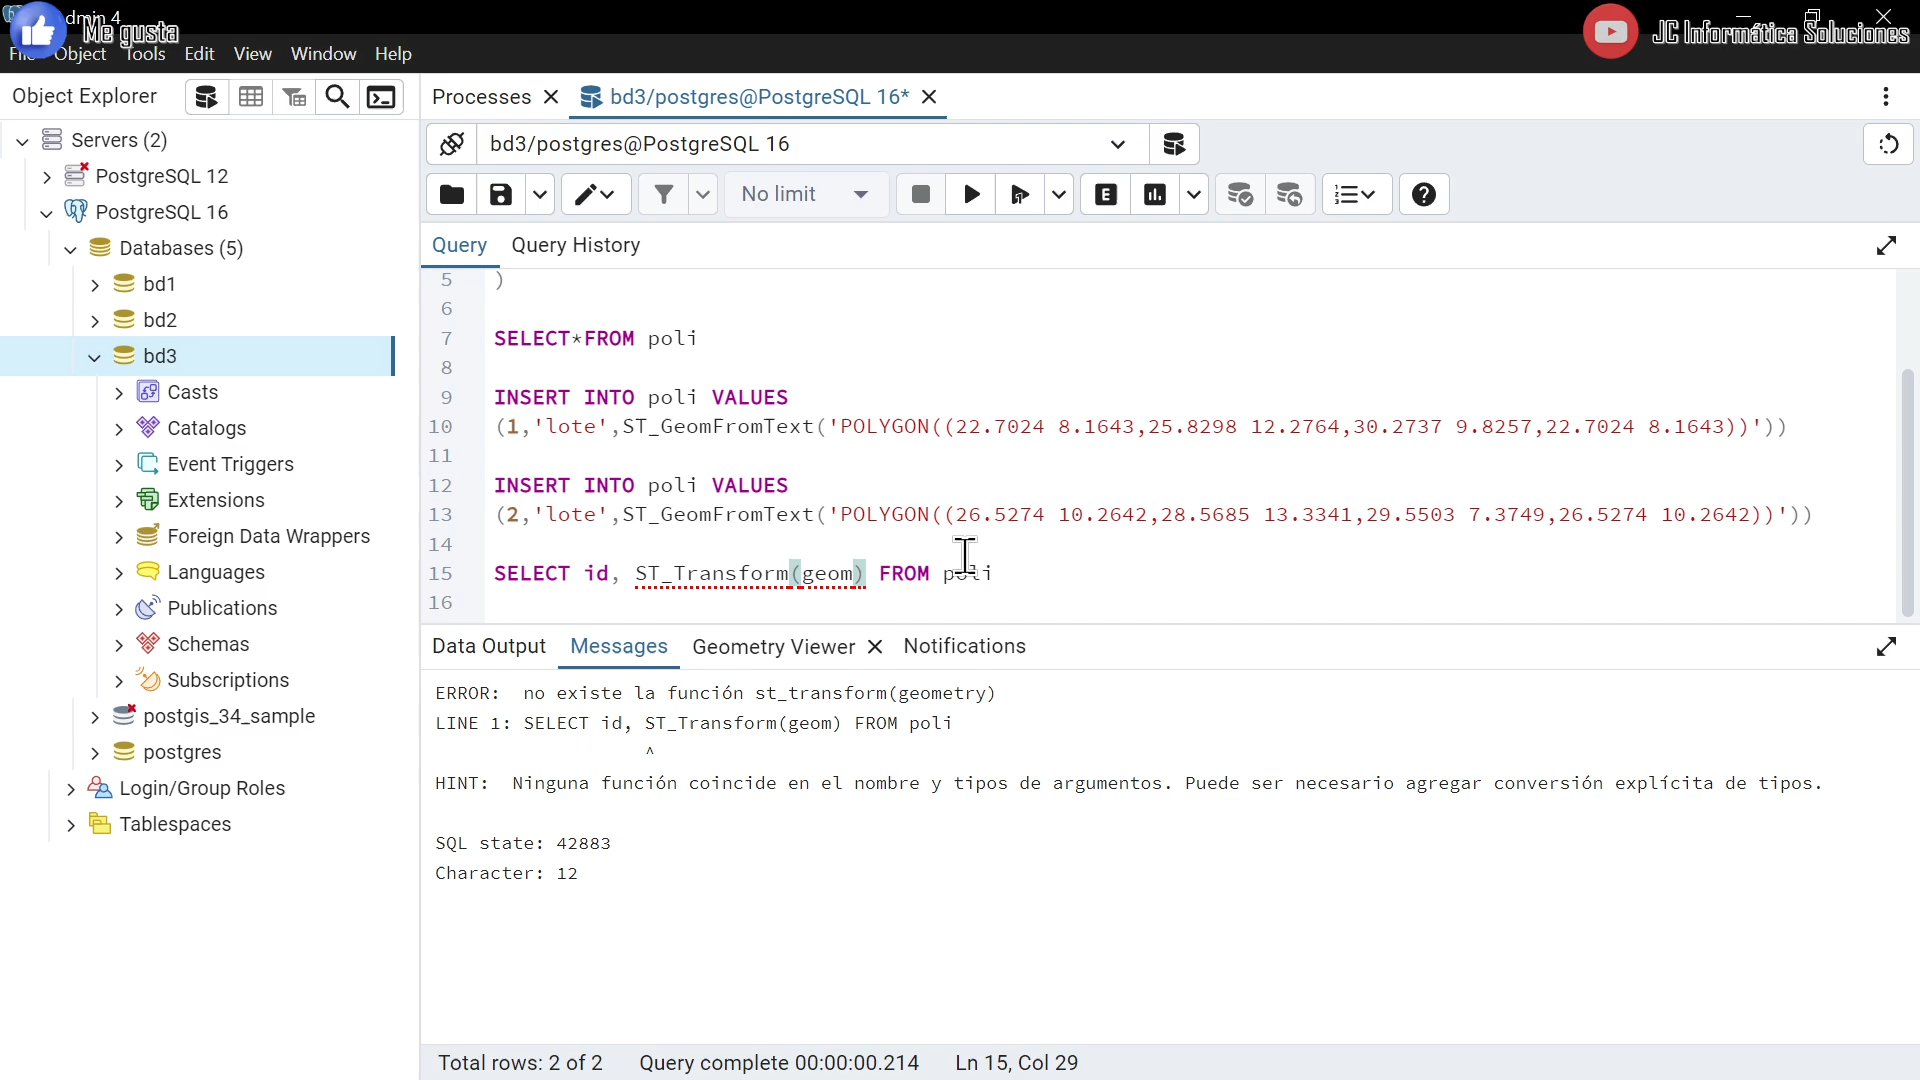 dmin 4
Me gusta
JC Informática Soluciones
Object Tools Edit View Window Help
Object Explorer
Processes
bd3/postgres@PostgreSQL 16*
Servers (2)
PostgreSQL 12
PostgreSQL 16
Databases (5)
bd1
bd2
bd3
Casts
Catalogs
Event Triggers
Extensions
Foreign Data Wrappers
Languages
Publications
Schemas
Subscriptions
postgis_34_sample
postgres
Login/Group Roles
Tablespaces
bd3/postgres@PostgreSQL 16
No limit
E
Query Query History
5 )
6
7 SELECT*FROM poli
8
9 INSERT INTO poli VALUES
10 (1,'lote',ST_GeomFromText('POLYGON((22.7024 8.1643,25.8298 12.2764,30.2737 9.8257,22.7024 8.1643))'))
11
12 INSERT INTO poli VALUES
13 (2,'lote',ST_GeomFromText('POLYGON((26.5274 10.2642,28.5685 13.3341,29.5503 7.3749,26.5274 10.2642))'))
14
15 SELECT id, ST_Transform(geom) FROM poli
16
Data Output Messages Geometry Viewer Notifications
ERROR: no existe la función st_transform(geometry)
LINE 1: SELECT id, ST_Transform(geom) FROM poli
^
HINT: Ninguna función coincide en el nombre y tipos de argumentos. Puede ser necesario agregar conversión explícita de tipos.
SQL state: 42883
Character: 12
Total rows: 2 of 2 Query complete 00:00:00.214 Ln 15, Col 29